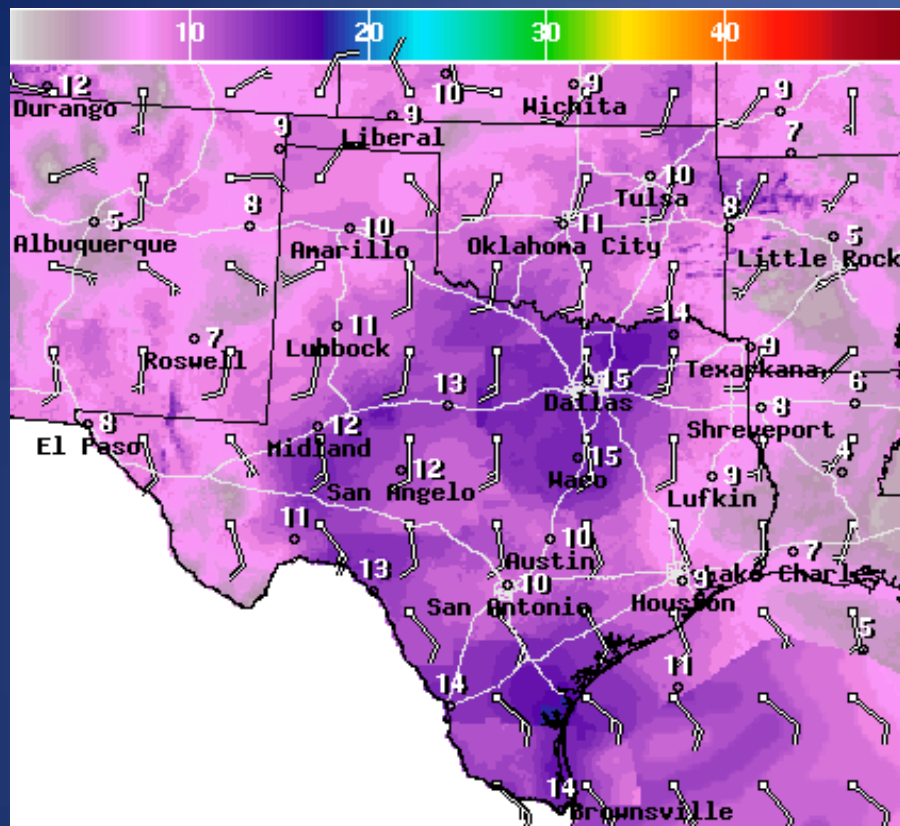 10 20 30 40
12 10 9 9
Durango Wichita
9 9 7
Liberal
10
Tulsa
5 8 10 11 8 5
Albuquerque Amarillo Oklahoma City Little Rock
7 11 14 9
Roswell Lubbock Texarkana
15
13 Dallas 8 6
8 12 Shreveport
El Paso Midland
12 15 9 4
San Angelo Waco Lufkin
11 10 7
Austin Lake Charles
13 10 9
San Antonio Houston
5
11
14
14
Brownsville